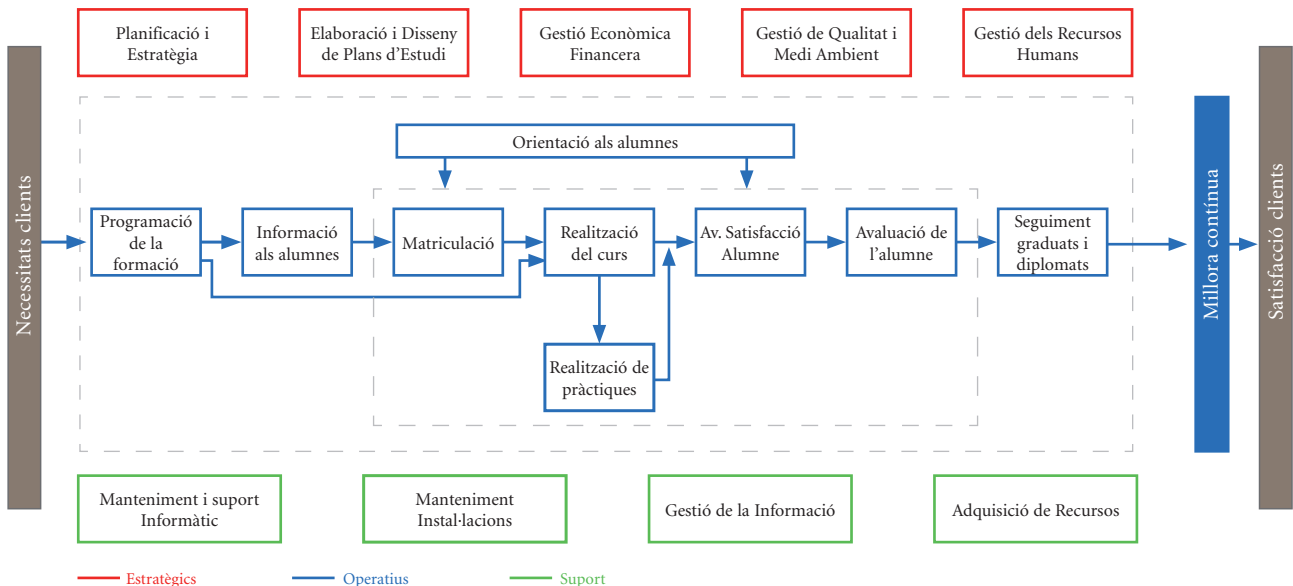 Planificació i
Estratègia
Elaboració i Disseny
de Plans d’Estudi
Gestió Econòmica
Financera
Gestió de Qualitat i
Medi Ambient
Gestió dels Recursos
Humans
Necessitats clients
Orientació als alumnes
Programació
de la
formació
Informació
als alumnes
Matriculació
Realització
del curs
Av. Satisfacció
Alumne
Avaluació de
l’alumne
Seguiment
graduats i
diplomats
Realització de
pràctiques
Millora contínua
Satisfacció clients
Manteniment i suport
Informàtic
Manteniment
Instal·lacions
Gestió de la Informació
Adquisició de Recursos
Estratègics
Operatius
Suport